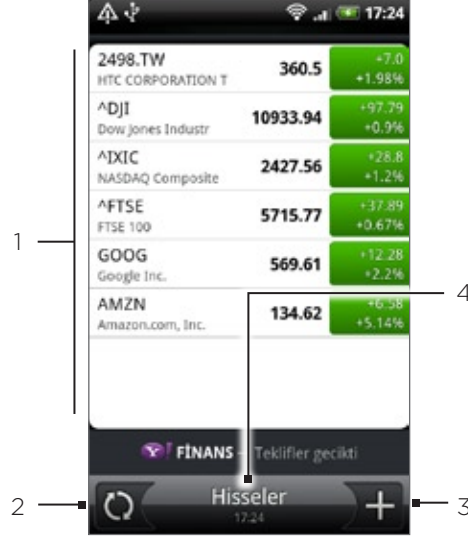 17:24
2498.TW 360.5 +7.0
HTC CORPORATION T +1.98%
^DJI 10933.94 +97.79
Dow Jones Industr +0.9%
^IXIC 2427.56 +28.8
NASDAQ Composite +1.2%
^FTSE 5715.77 +37.89
FTSE 100 +0.67%
GOOG 569.61 +12.28
Google Inc. +2.2%
AMZN 134.62 +6.58
Amazon.com, Inc. +5.14%
1
4
Y! FİNANS - Teklifler gecikti
2
Hisseler
17:24
3